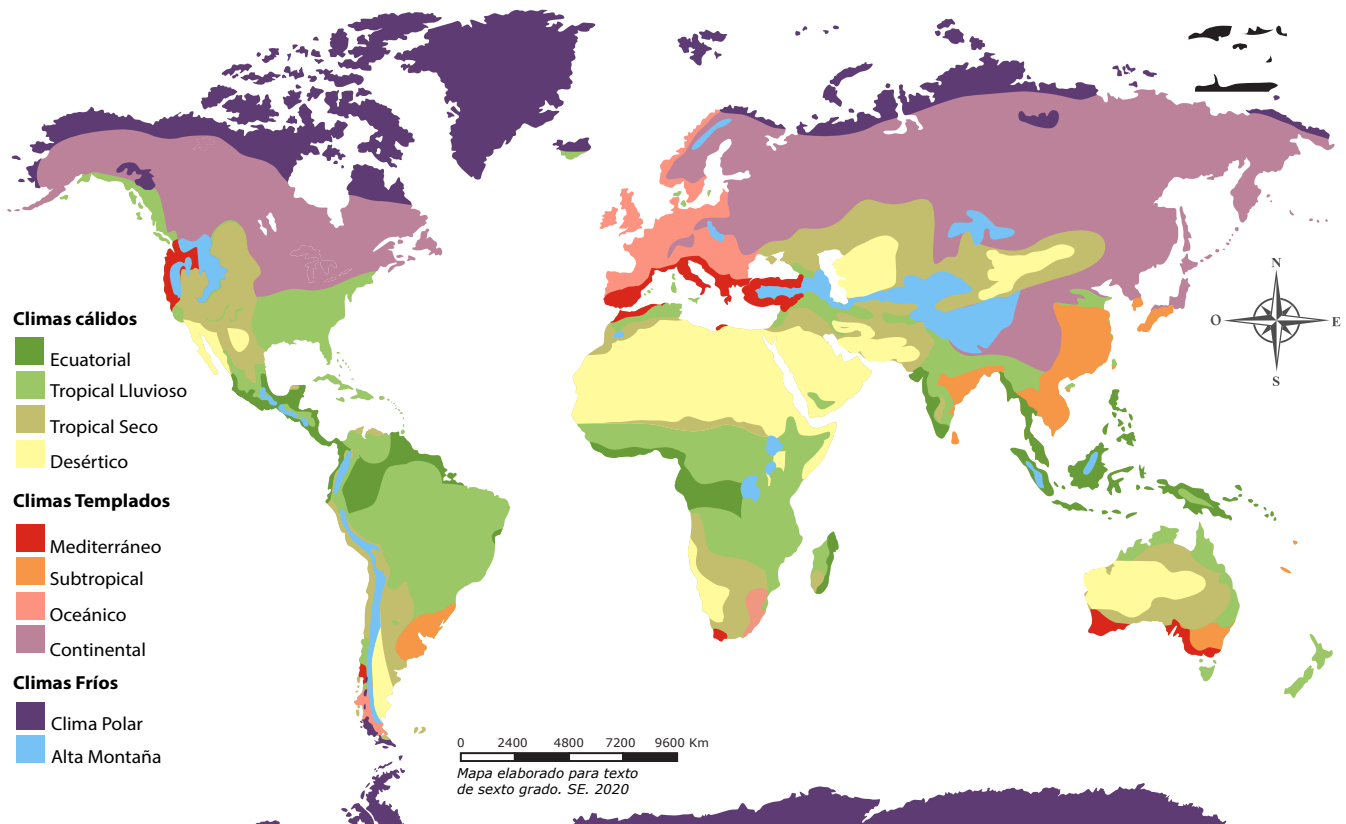 N
O
E
S
Climas cálidos
Ecuatorial
Tropical Lluvioso
Tropical Seco
Desértico
Climas Templados
Mediterráneo
Subtropical
Oceánico
Continental
Climas Fríos
Clima Polar
Alta Montaña
0 2400 4800 7200 9600 Km
Mapa elaborado para texto
de sexto grado. SE. 2020